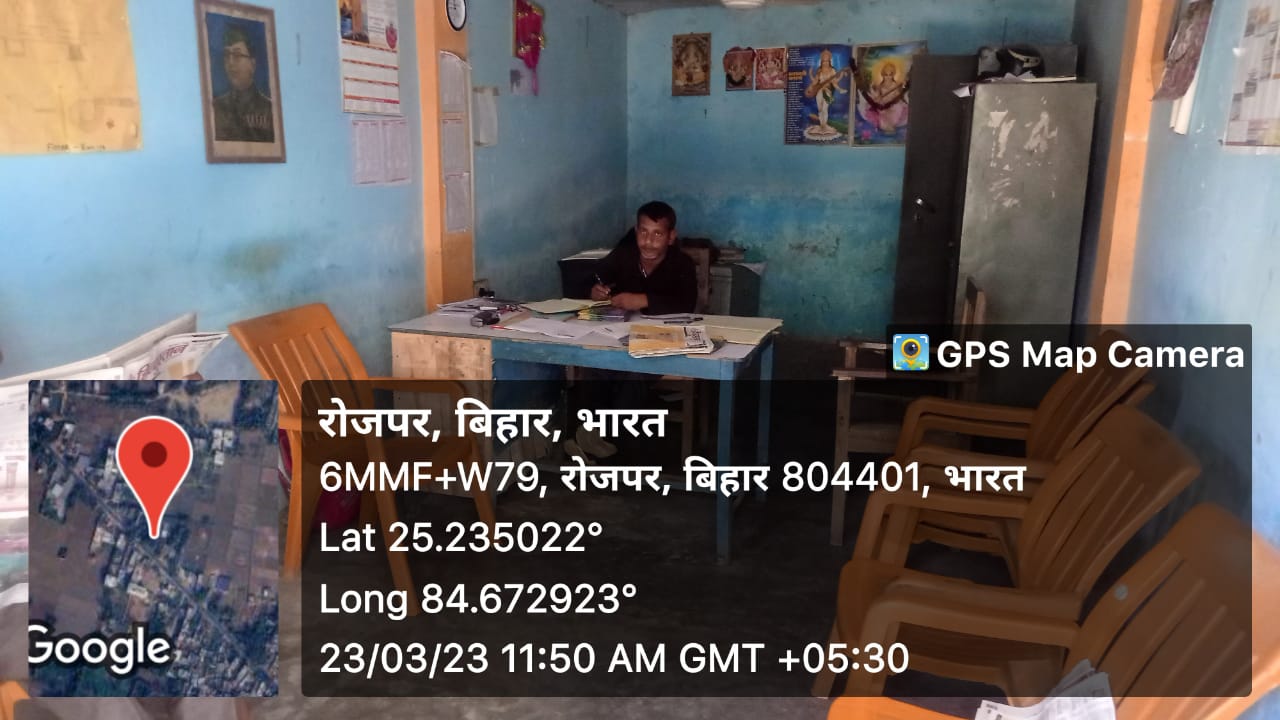 GPS Map Camera
रोजपर, बिहार, भारत
6MMF+W79, रोजपर, बिहार 804401, भारत
Lat 25.235022°
Long 84.672923°
23/03/23 11:50 AM GMT +05:30
Google